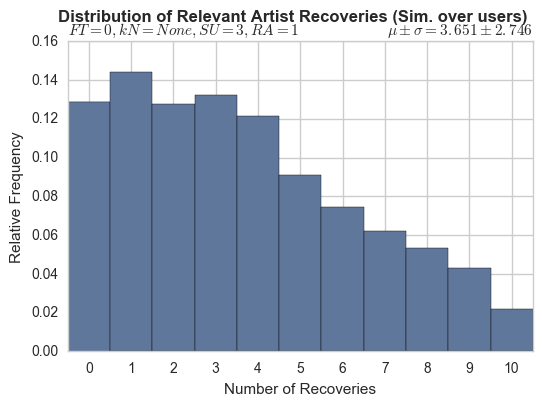 Distribution of Relevant Artist Recoveries (Sim. over users)
FT = 0, kN = None, SU = 3, RA = 1 μ ± σ = 3.651 ± 2.746
0.16
0.14
0.12
0.10
0.08
0.06
0.04
0.02
0.00
Relative Frequency
0 1 2 3 4 5 6 7 8 9 10
Number of Recoveries